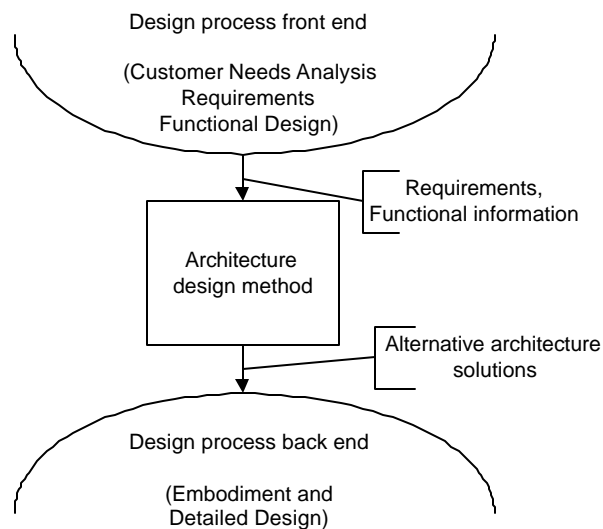 Design process front end
(Customer Needs Analysis
Requirements
Functional Design)
Requirements,
Functional information
Architecture
design method
Alternative architecture
solutions
Design process back end
(Embodiment and
Detailed Design)